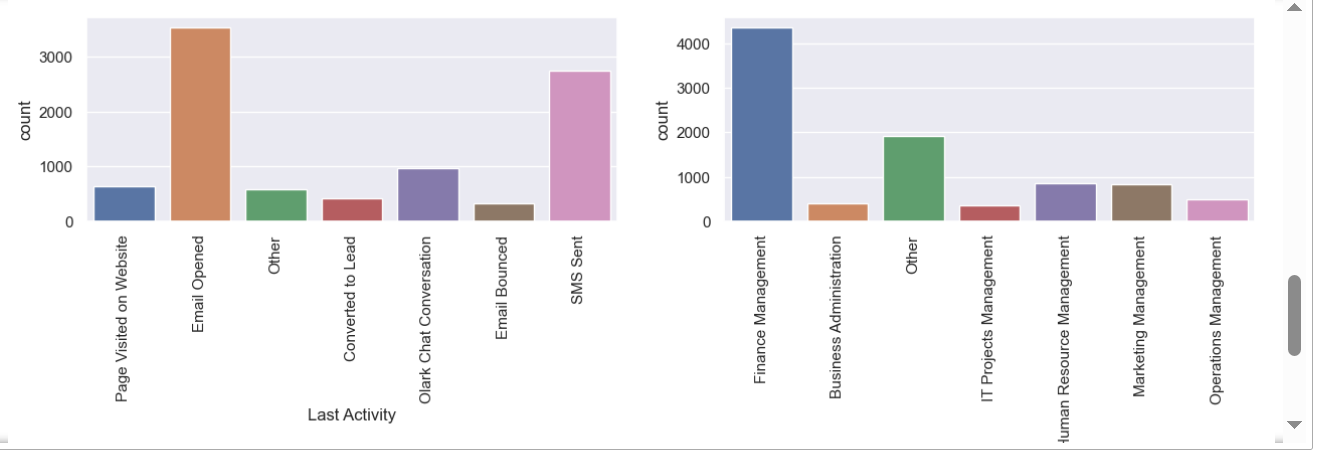 count
3000
2000
1000
0
Page Visited on Website
Email Opened
Other
Converted to Lead
Olark Chat Conversation
Email Bounced
SMS Sent
Last Activity
count
4000
3000
2000
1000
0
Finance Management
Business Administration
Other
IT Projects Management
Resource Management
Marketing Management
Operations Management